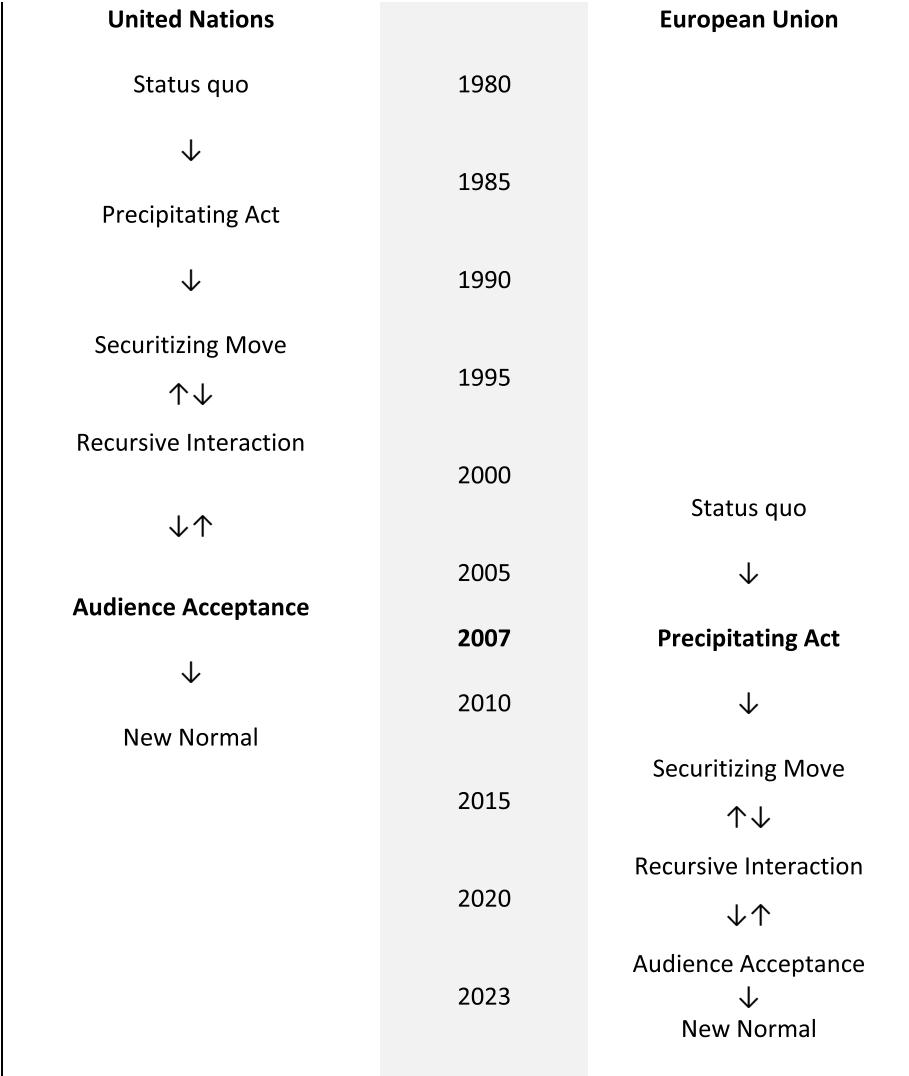 United Nations
European Union
Status quo
1980
↓
1985
Precipitating Act
↓
1990
Securitizing Move
1995
↑↓
Recursive Interaction
2000
Status quo
↓↑
2005
↓
Audience Acceptance
2007
Precipitating Act
↓
2010
↓
New Normal
Securitizing Move
2015
↑↓
Recursive Interaction
2020
↓↑
Audience Acceptance
2023
↓
New Normal